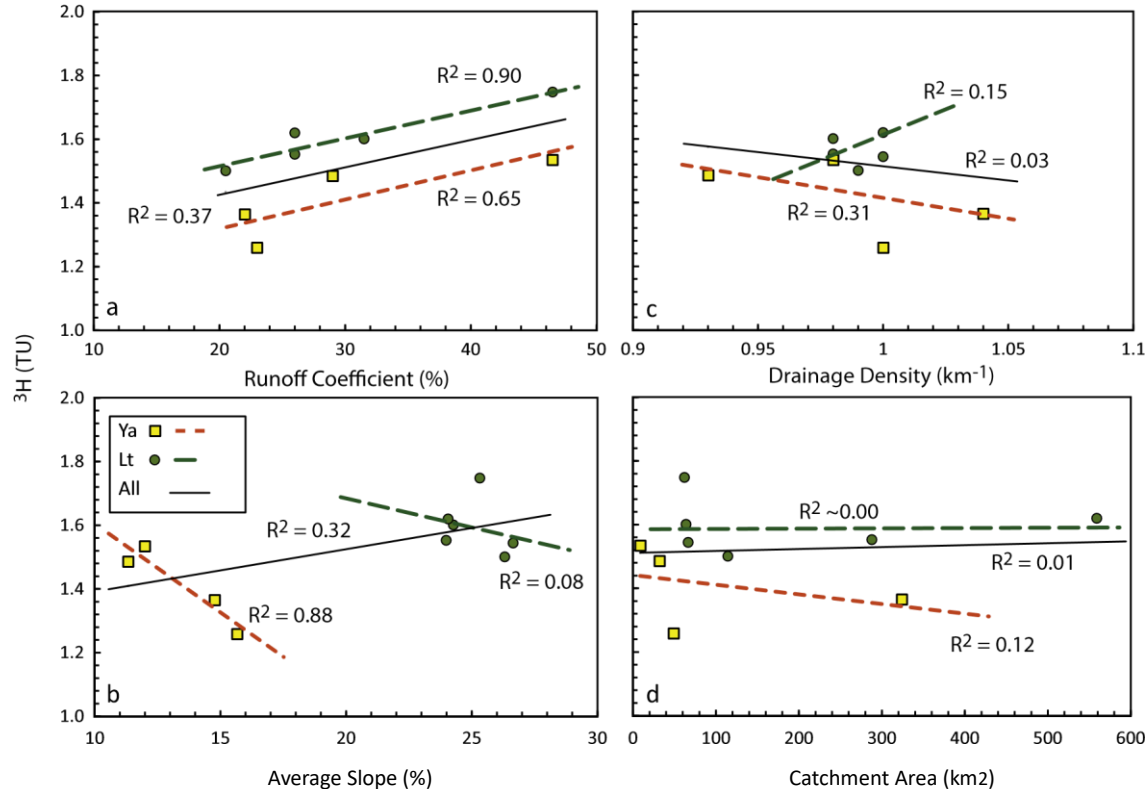 2.0
1.8
1.6
1.4
1.2
1.0
R² = 0.90
R² = 0.37
R² = 0.65
a
10 20 30 40 50
Runoff Coefficient (%)
R² = 0.15
R² = 0.03
R² = 0.31
c
0.9 0.95 1 1.05 1.1
Drainage Density (km⁻¹)
³H (TU)
2.0
1.8
1.6
1.4
1.2
1.0
Ya
Lt
All
R² = 0.32
R² = 0.08
R² = 0.88
b
10 20 30
Average Slope (%)
R² ~0.00
R² = 0.01
R² = 0.12
d
0 100 200 300 400 500 600
Catchment Area (km2)